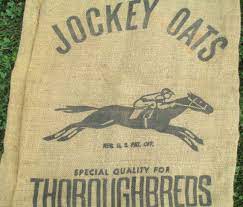 JOCKEY OATS
REG. U. S. PAT. OFF.
SPECIAL QUALITY FOR
THOROUGHBREDS